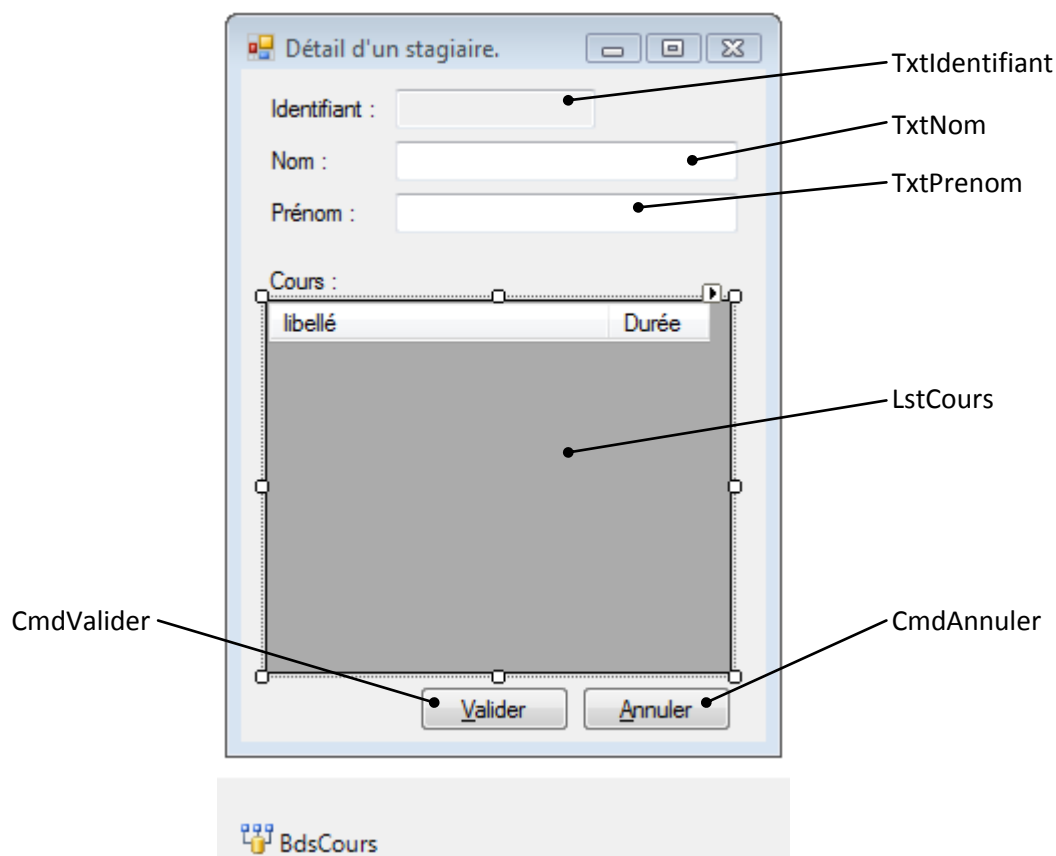 Détail d'un stagiaire.
TxtIdentifiant
Identifiant :
TxtNom
Nom :
TxtPrenom
Prénom :
Cours :
libellé Durée
LstCours
CmdValider
CmdAnnuler
Valider Annuler
BdsCours